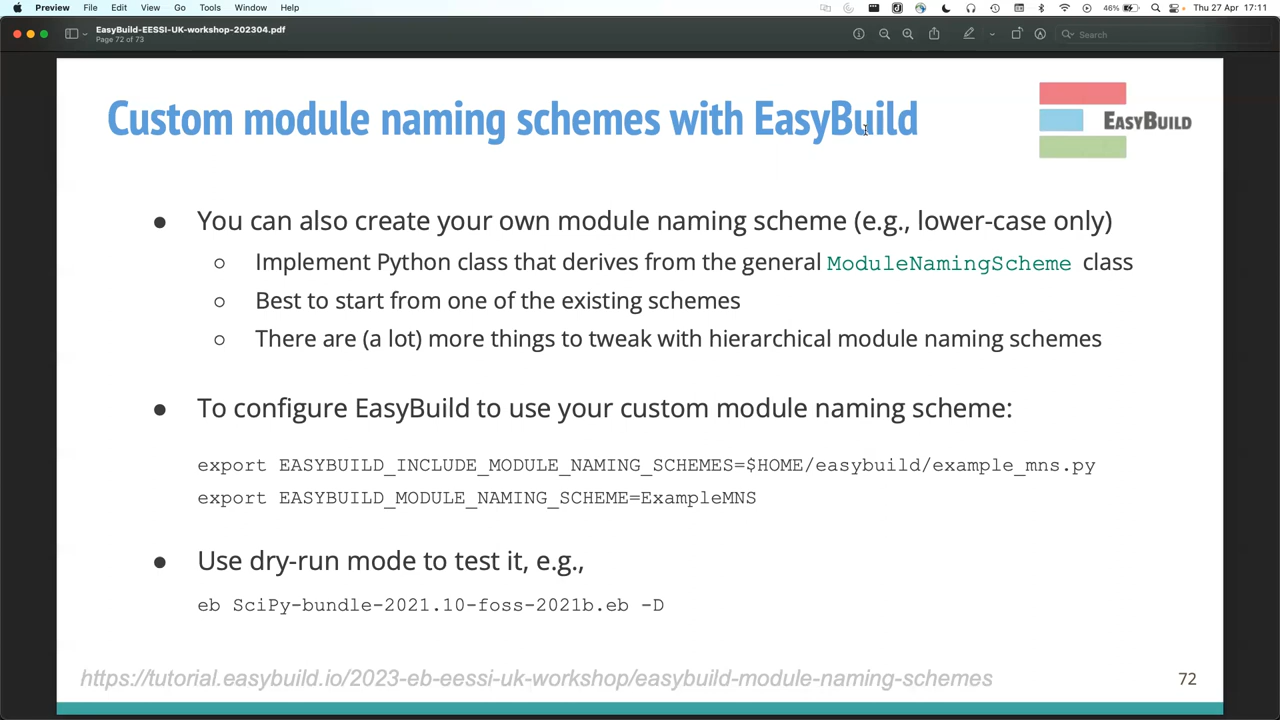 Preview File Edit View Go Tools Window Help 46% Thu 27 Apr 17:11
EasyBuild-EESSI-UK-workshop-202304.pdf
Page 72 of 73
Search
Custom module naming schemes with EasyBuild
EASYBUILD
● You can also create your own module naming scheme (e.g., lower-case only)
○ Implement Python class that derives from the general ModuleNamingScheme class
○ Best to start from one of the existing schemes
○ There are (a lot) more things to tweak with hierarchical module naming schemes
● To configure EasyBuild to use your custom module naming scheme:
export EASYBUILD_INCLUDE_MODULE_NAMING_SCHEMES=$HOME/easybuild/example_mns.py
export EASYBUILD_MODULE_NAMING_SCHEME=ExampleMNS
● Use dry-run mode to test it, e.g.,
eb SciPy-bundle-2021.10-foss-2021b.eb -D
https://tutorial.easybuild.io/2023-eb-eessi-uk-workshop/easybuild-module-naming-schemes
72